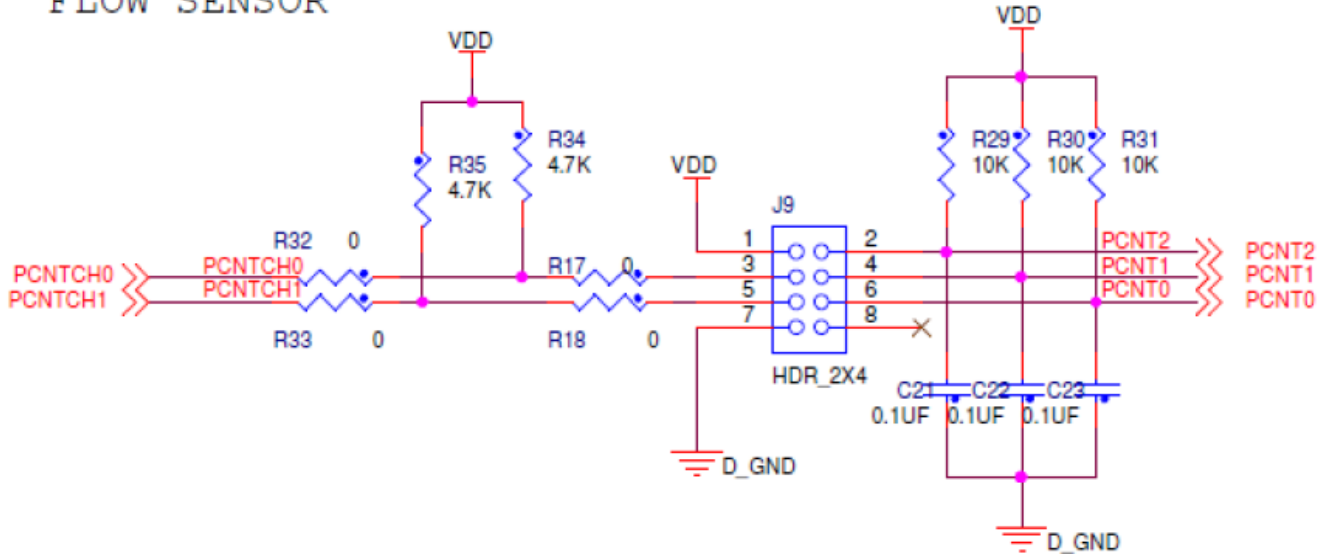 FLOW SENSOR
VDD
VDD
R34
4.7K
R35
4.7K
VDD
R29
10K
R30
10K
R31
10K
J9
R32 0
PCNTCH0
PCNTCH0
R17 0
1
2
PCNT2
PCNT2
3
4
PCNT1
PCNT1
PCNTCH1
PCNTCH1
5
6
PCNT0
PCNT0
7
8
R33 0
R18 0
HDR_2X4
C21
0.1UF
C22
0.1UF
C23
0.1UF
D_GND
D_GND